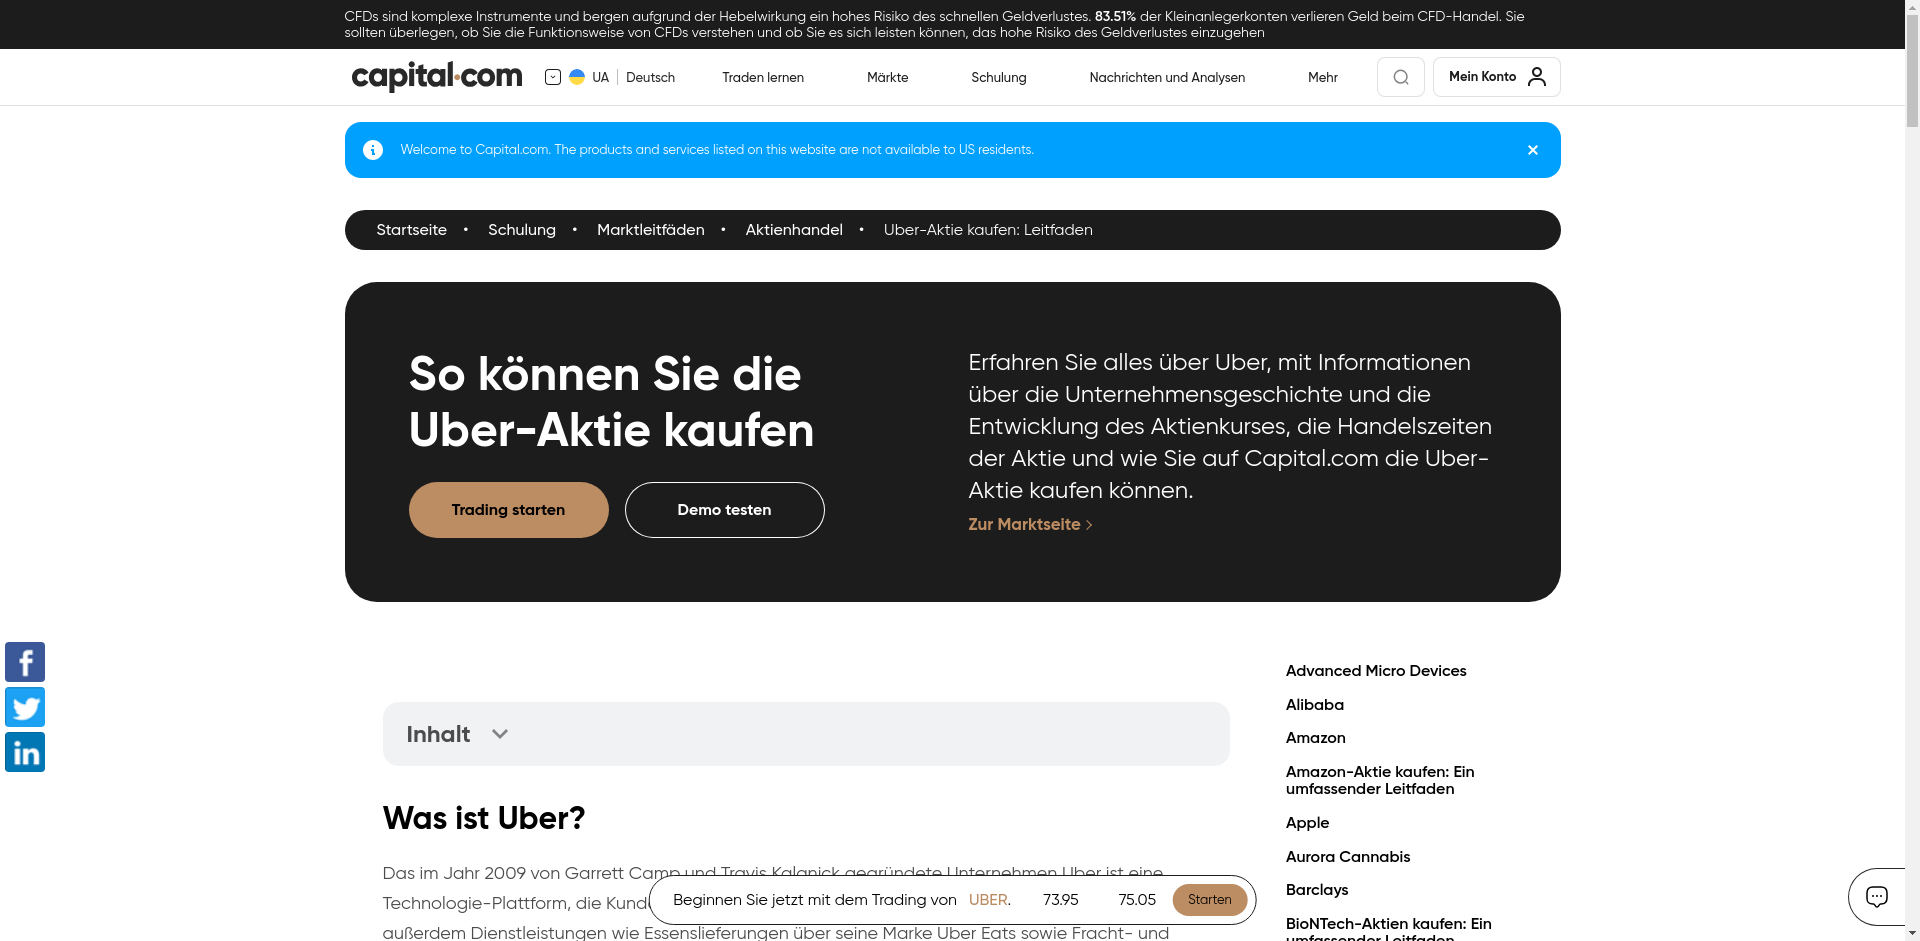 CFDs sind komplexe Instrumente und bergen aufgrund der Hebelwirkung ein hohes Risiko des schnellen Geldverlustes. 83.51% der Kleinanlegerkonten verlieren Geld beim CFD-Handel. Sie
sollten überlegen, ob Sie die Funktionsweise von CFDs verstehen und ob Sie es sich leisten können, das hohe Risiko des Geldverlustes einzugehen
capital.com
UA Deutsch
Traden lernen
Märkte
Schulung
Nachrichten und Analysen
Mehr
Mein Konto
Welcome to Capital.com. The products and services listed on this website are not available to US residents.
Startseite • Schulung • Marktleitfäden • Aktienhandel • Uber-Aktie kaufen: Leitfaden
So können Sie die
Uber-Aktie kaufen
Trading starten
Demo testen
Erfahren Sie alles über Uber, mit Informationen
über die Unternehmensgeschichte und die
Entwicklung des Aktienkurses, die Handelszeiten
der Aktie und wie Sie auf Capital.com die Uber-
Aktie kaufen können.
Zur Marktseite
Inhalt
Was ist Uber?
Das im Jahr 2009 von Garrett Camp und Travis Kalanick gegründete Unternehmen Uber ist eine
Technologie-Plattform, die
außerdem Dienstleistungen wie Essenslieferungen über seine Marke Uber Eats sowie Fracht- und
Beginnen Sie jetzt mit dem Trading von UBER. 73.95 75.05 Starten
Advanced Micro Devices
Alibaba
Amazon
Amazon-Aktie kaufen: Ein
umfassender Leitfaden
Apple
Aurora Cannabis
Barclays
BioNTech-Aktien kaufen: Ein
umfassender Leitfaden